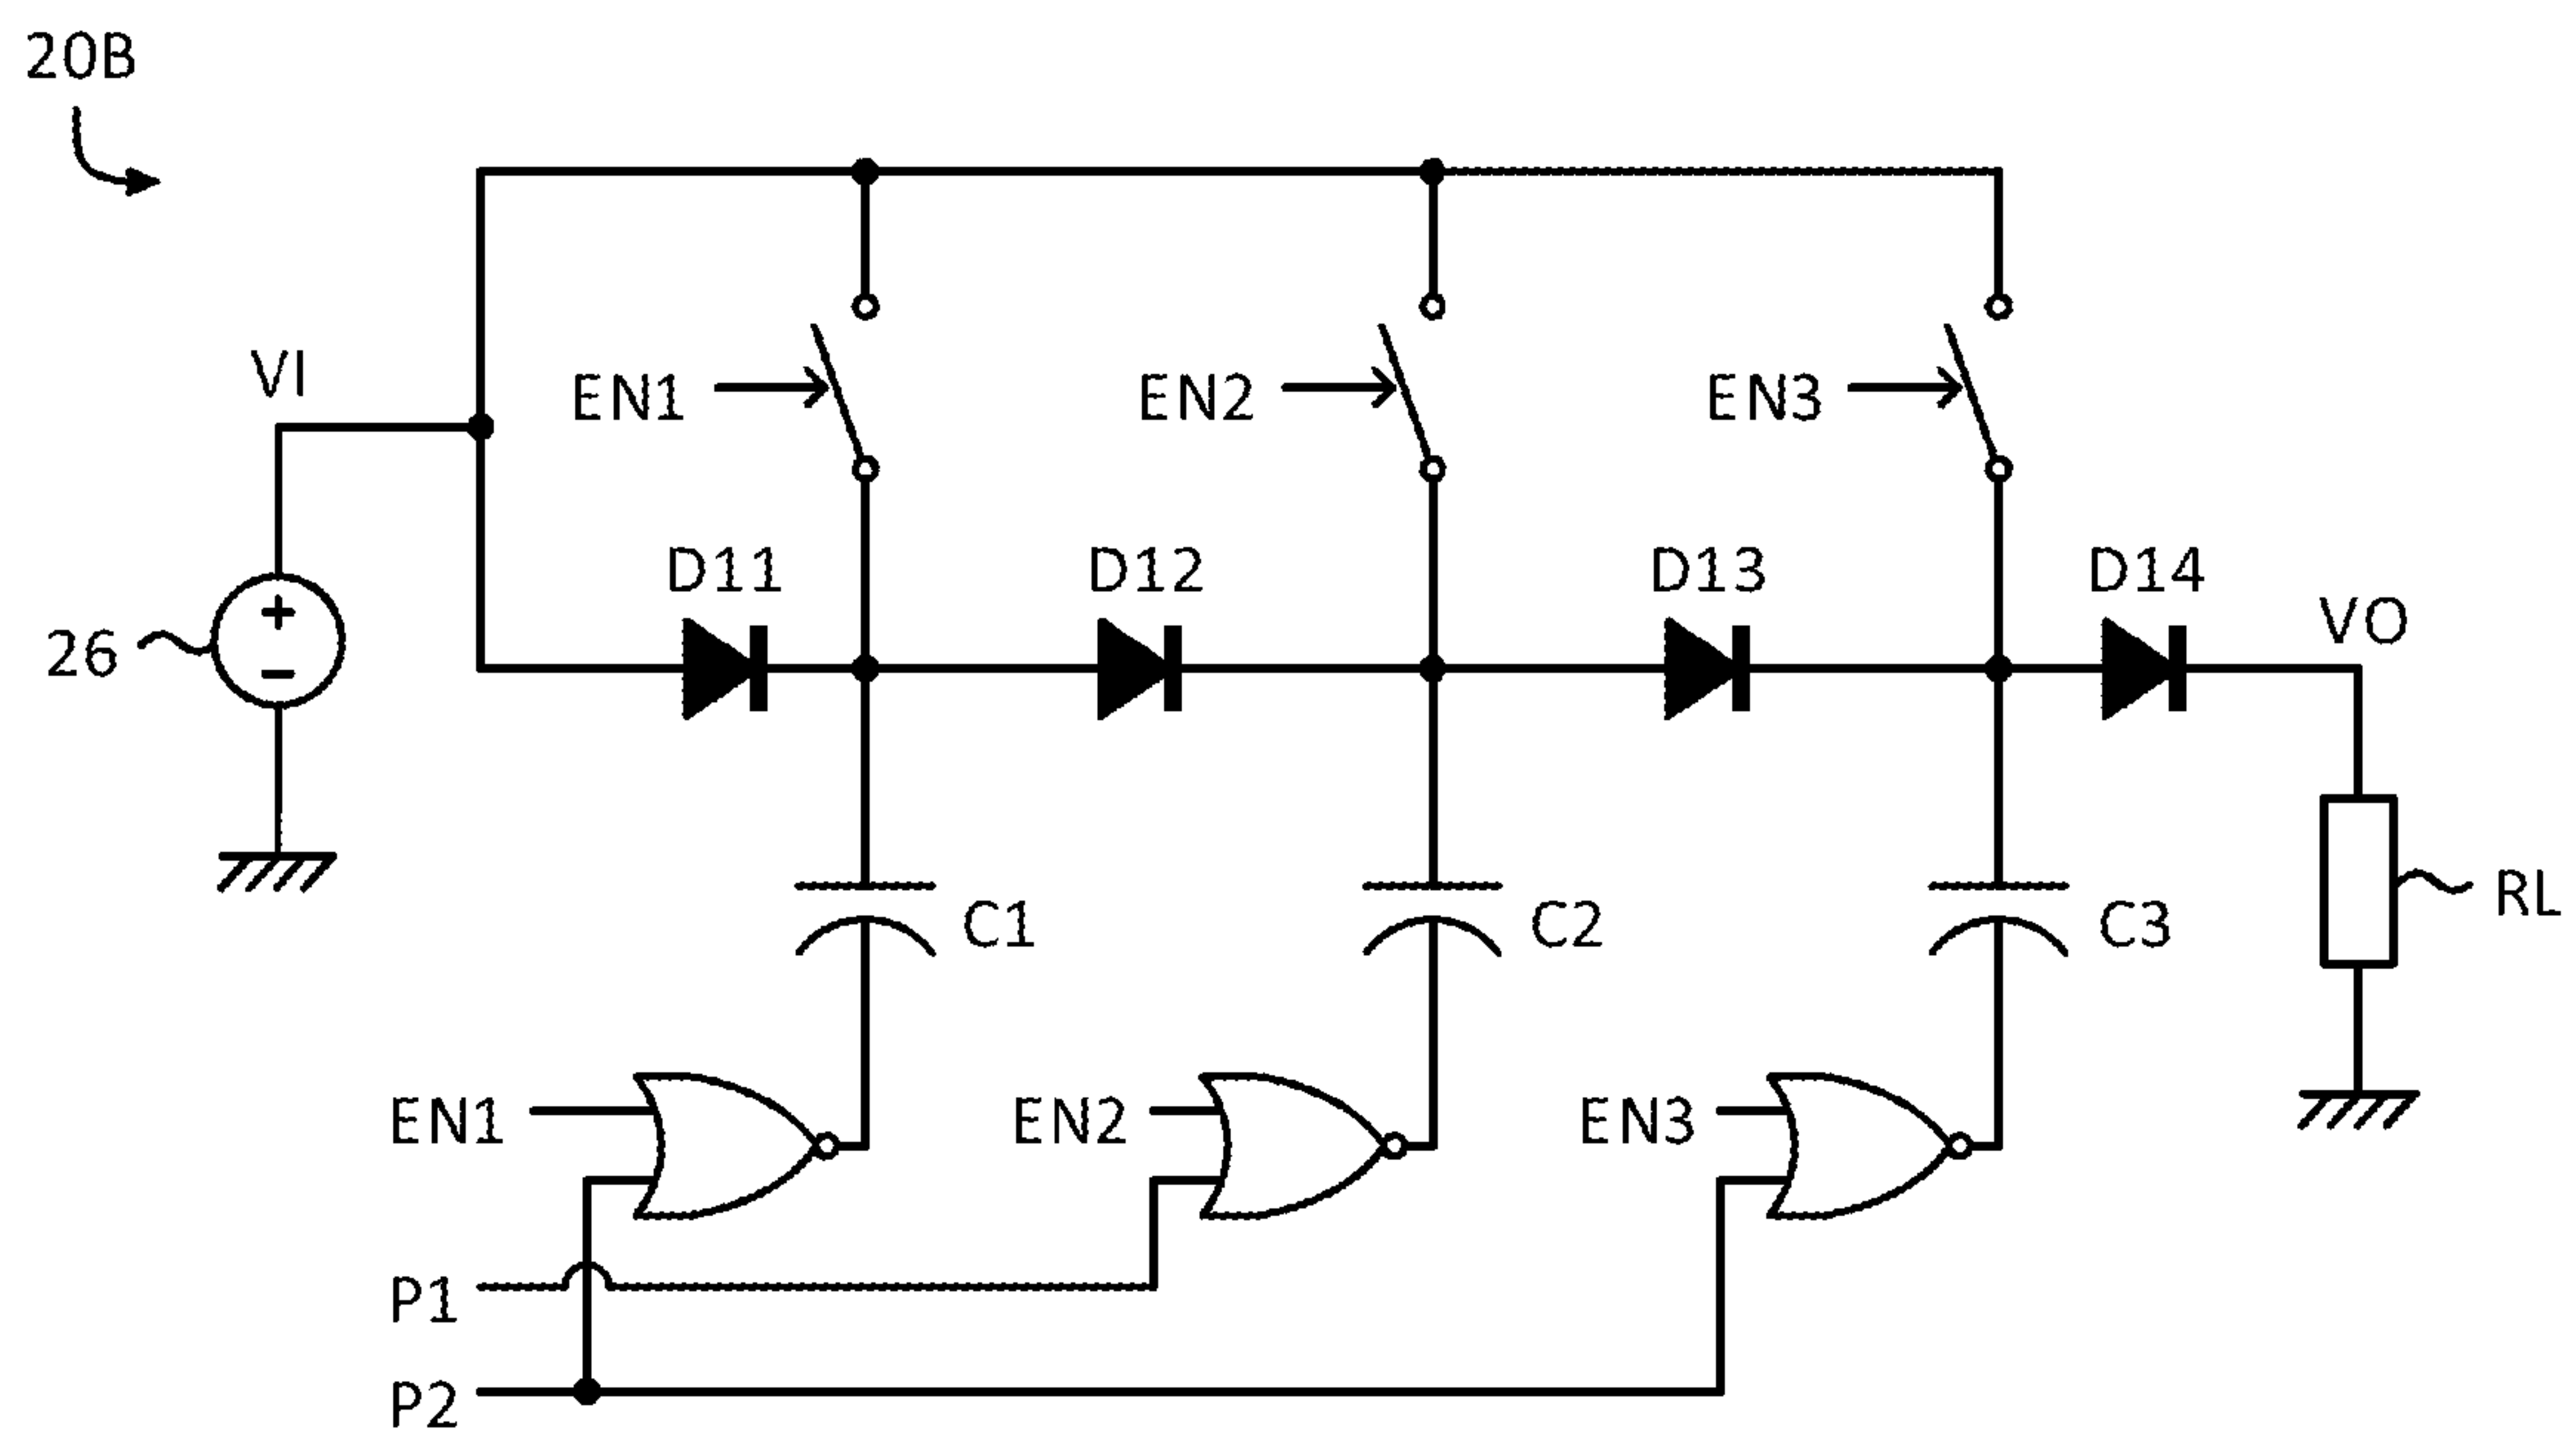 20B
VI
EN1
EN2
EN3
D11
D12
D13
D14
VO
26
+
−
C1
C2
C3
RL
EN1
EN2
EN3
P1
P2